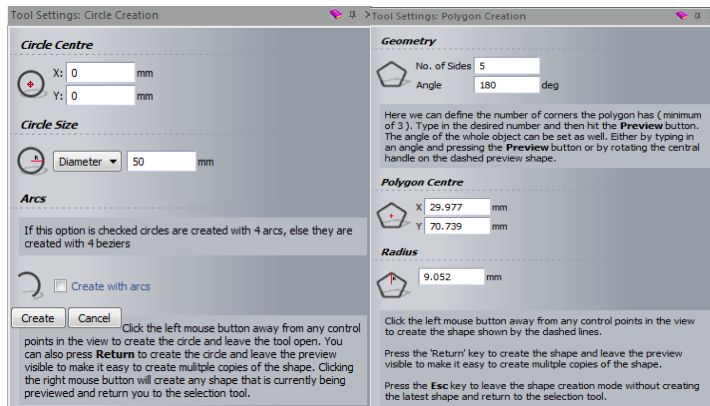 Tool Settings: Circle Creation
Circle Centre
X: 0 mm
Y: 0 mm
Circle Size
R
Diameter 50 mm
Arcs
If this option is checked circles are created with 4 arcs, else they are
created with 4 beziers
Create with arcs
Create Cancel
Click the left mouse button away from any control
points in the view to create the circle and leave the tool open. You
can also press Return to create the circle and leave the preview
visible to make it easy to create mulitple copies of the shape. Clicking
the right mouse button will create any shape that is currently being
previewed and return you to the selection tool.
Tool Settings: Polygon Creation
Geometry
No. of Sides 5
Angle 180 deg
Here we can define the number of corners the polygon has ( minimum
of 3 ). Type in the desired number and then hit the Preview button.
The angle of the whole object can be set as well. Either by typing in
an angle and pressing the Preview button or by rotating the central
handle on the dashed preview shape.
Polygon Centre
X 29.977 mm
Y 70.739 mm
Radius
R
9.052 mm
Click the left mouse button away from any control points in the view
to create the shape shown by the dashed lines.
Press the 'Return' key to create the shape and leave the preview
visible to make it easy to create mulitple copies of the shape.
Press the Esc key to leave the shape creation mode without creating
the latest shape and return to the selection tool.